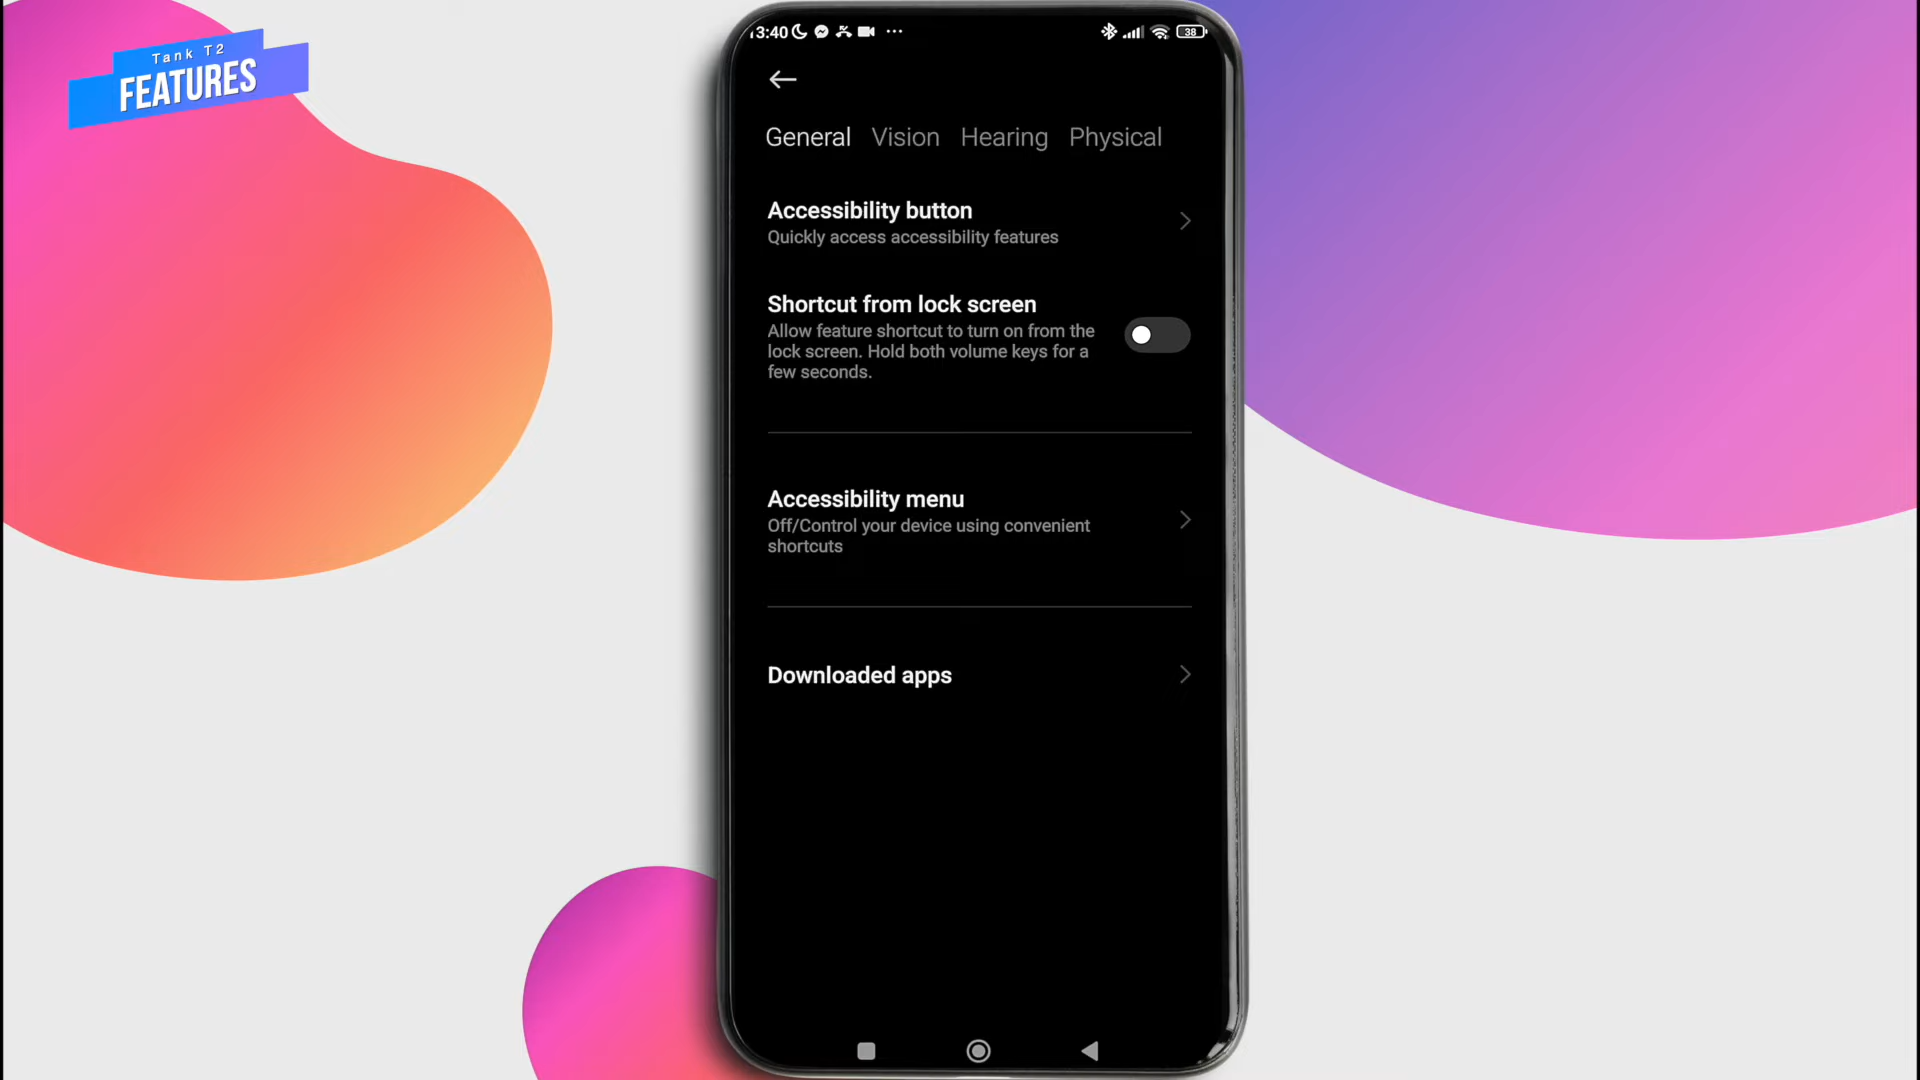 Tank T2
FEATURES
13:40
38
General Vision Hearing Physical
Accessibility button
Quickly access accessibility features
Shortcut from lock screen
Allow feature shortcut to turn on from the
lock screen. Hold both volume keys for a
few seconds.
Accessibility menu
Off/Control your device using convenient
shortcuts
Downloaded apps